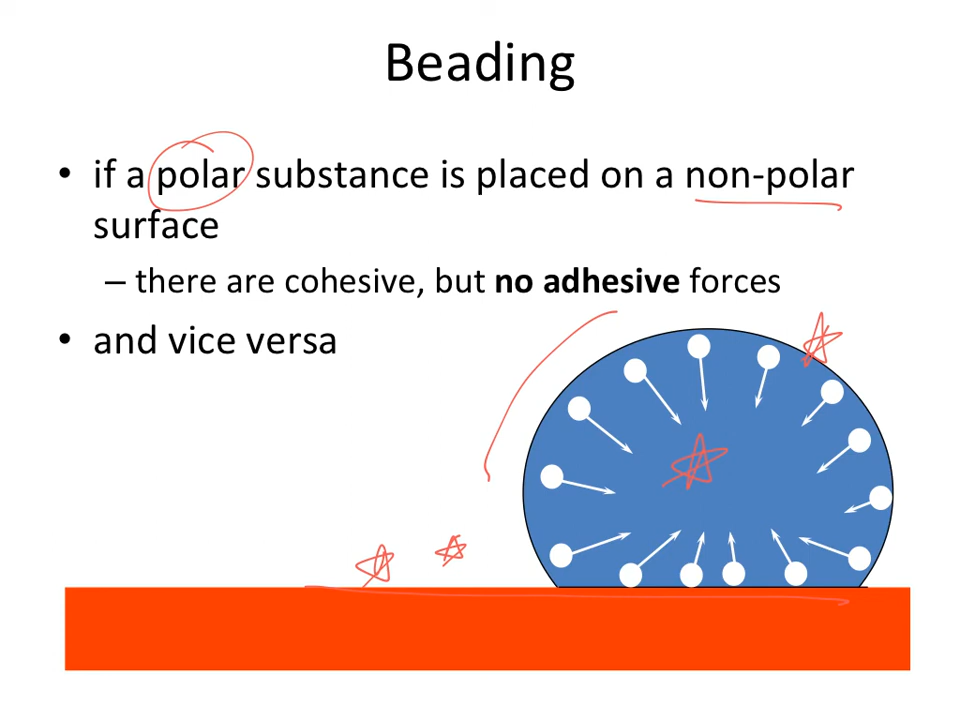 Beading
• if a polar substance is placed on a non-polar
surface
– there are cohesive, but no adhesive forces
• and vice versa